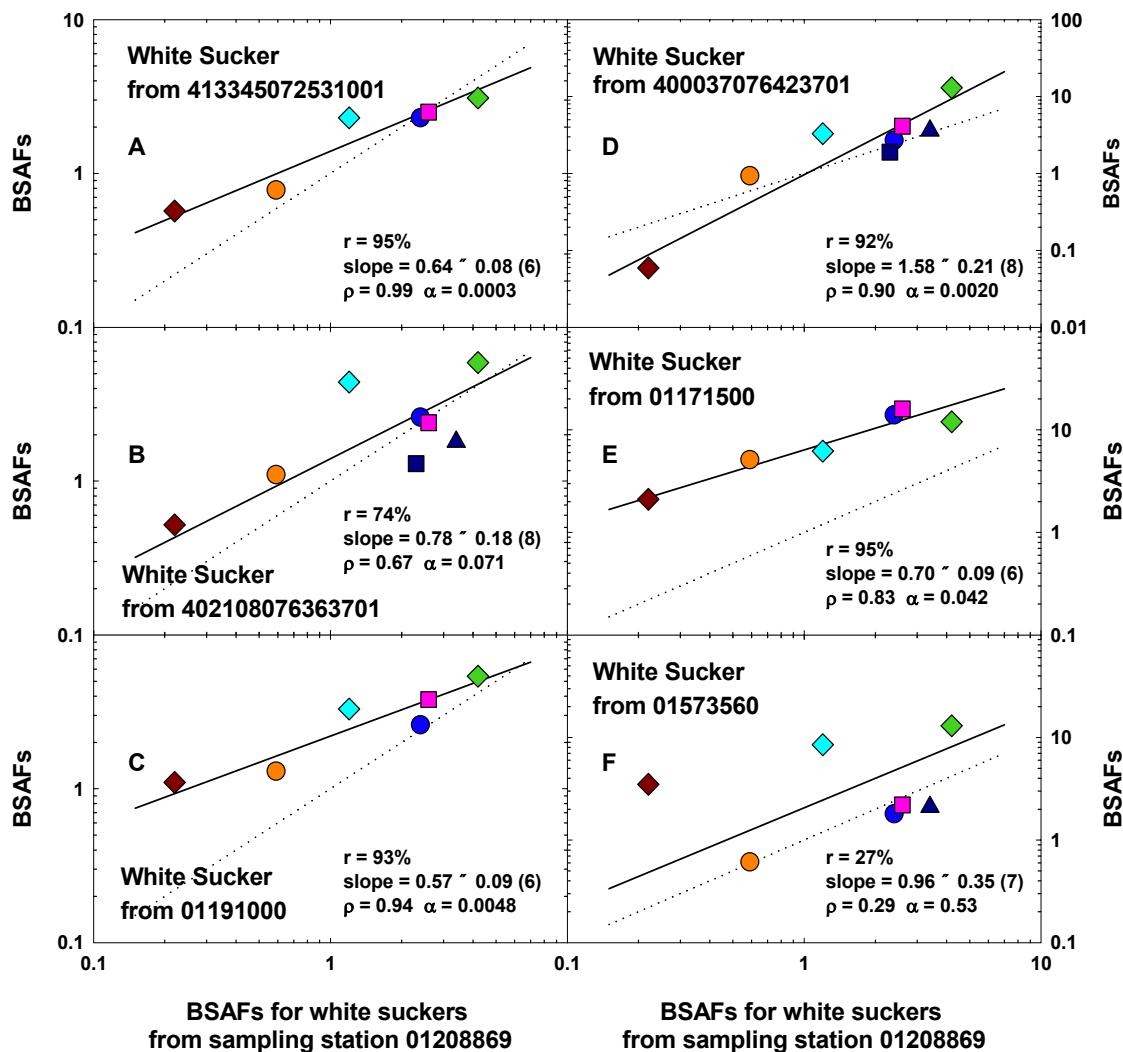 10
1
0.1
BSAFs
White Sucker
from 413345072531001
A
r = 95%
slope = 0.64 ˝ 0.08 (6)
ρ = 0.99 α = 0.0003
100
10
1
0.1
0.01
BSAFs
White Sucker
from 400037076423701
D
r = 92%
slope = 1.58 ˝ 0.21 (8)
ρ = 0.90 α = 0.0020
1
0.1
BSAFs
B
r = 74%
slope = 0.78 ˝ 0.18 (8)
ρ = 0.67 α = 0.071
White Sucker
from 402108076363701
10
1
0.1
BSAFs
White Sucker
from 01171500
E
r = 95%
slope = 0.70 ˝ 0.09 (6)
ρ = 0.83 α = 0.042
1
0.1
BSAFs
C
r = 93%
slope = 0.57 ˝ 0.09 (6)
ρ = 0.94 α = 0.0048
White Sucker
from 01191000
10
1
0.1
BSAFs
White Sucker
from 01573560
F
r = 27%
slope = 0.96 ˝ 0.35 (7)
ρ = 0.29 α = 0.53
0.1 1 0.1 1 10
BSAFs for white suckers
from sampling station 01208869
BSAFs for white suckers
from sampling station 01208869